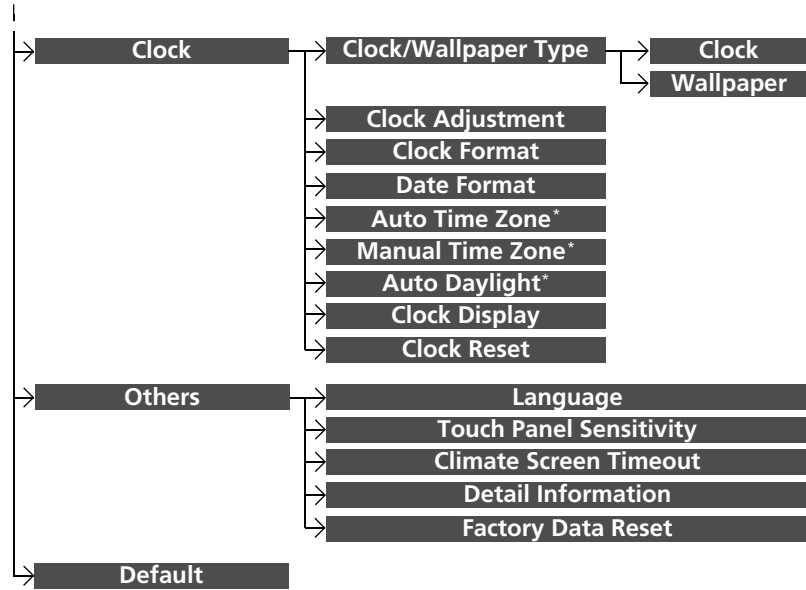 Clock
Clock/Wallpaper Type
Clock
Wallpaper
Clock Adjustment
Clock Format
Date Format
Auto Time Zone*
Manual Time Zone*
Auto Daylight*
Clock Display
Clock Reset
Others
Language
Touch Panel Sensitivity
Climate Screen Timeout
Detail Information
Factory Data Reset
Default